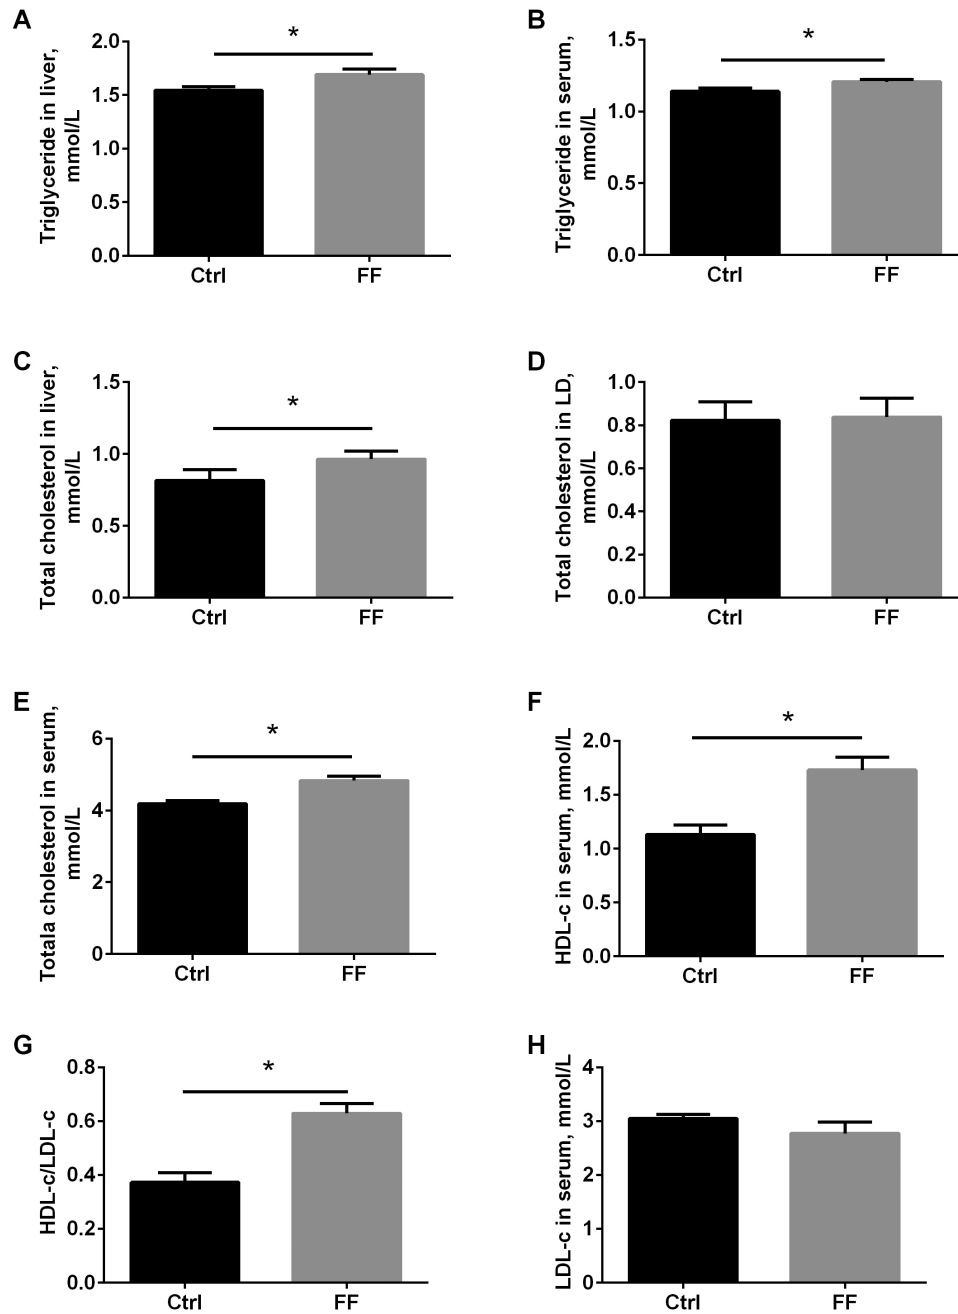 A
Triglyceride in liver,
mmol/L
2.0
1.5
1.0
0.5
0.0
*
Ctrl
FF
B
Triglyceride in serum,
mmol/L
1.5
1.0
0.5
0.0
*
Ctrl
FF
C
Total cholesterol in liver,
mmol/L
1.5
1.0
0.5
0.0
*
Ctrl
FF
D
Total cholesterol in LD,
mmol/L
1.0
0.8
0.6
0.4
0.2
0.0
Ctrl
FF
E
Totala cholesterol in serum,
mmol/L
6
4
2
0
*
Ctrl
FF
F
HDL-c in serum, mmol/L
2.0
1.5
1.0
0.5
0.0
*
Ctrl
FF
G
HDL-c/LDL-c
0.8
0.6
0.4
0.2
0.0
*
Ctrl
FF
H
LDL-c in serum, mmol/L
4
3
2
1
0
Ctrl
FF